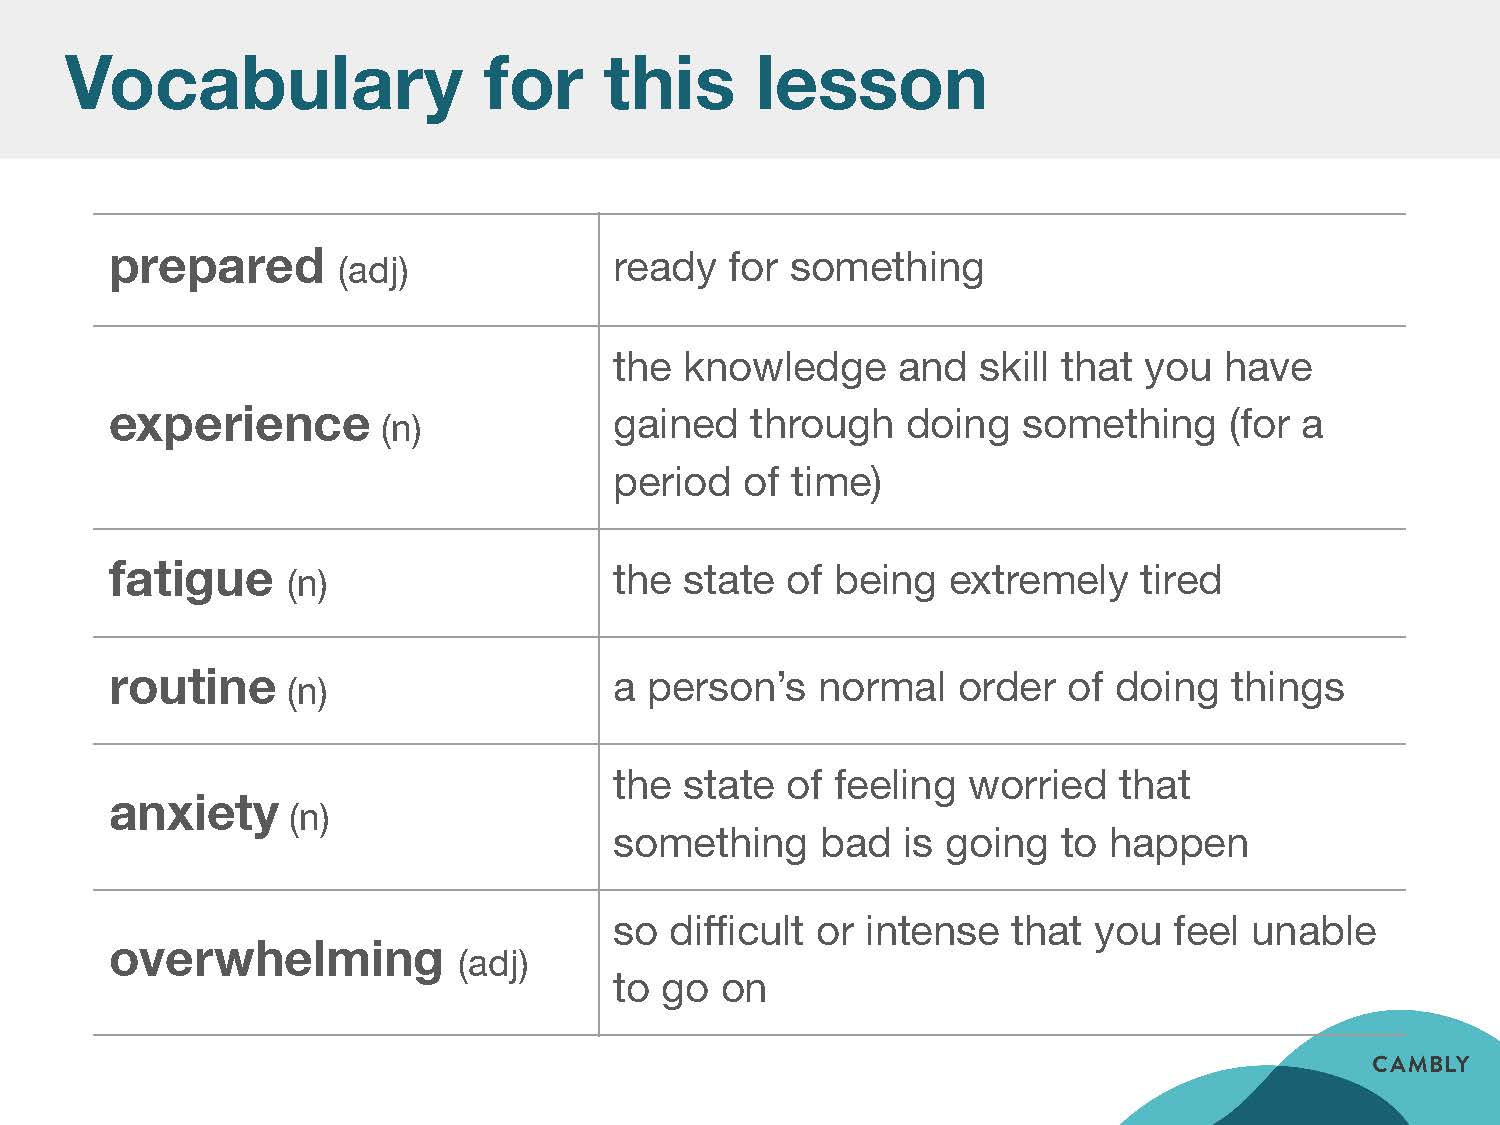 Vocabulary for this lesson
prepared (adj)
ready for something
experience (n)
the knowledge and skill that you have
gained through doing something (for a
period of time)
fatigue (n)
the state of being extremely tired
routine (n)
a person’s normal order of doing things
anxiety (n)
the state of feeling worried that
something bad is going to happen
overwhelming (adj)
so difficult or intense that you feel unable
to go on
CAMBLY